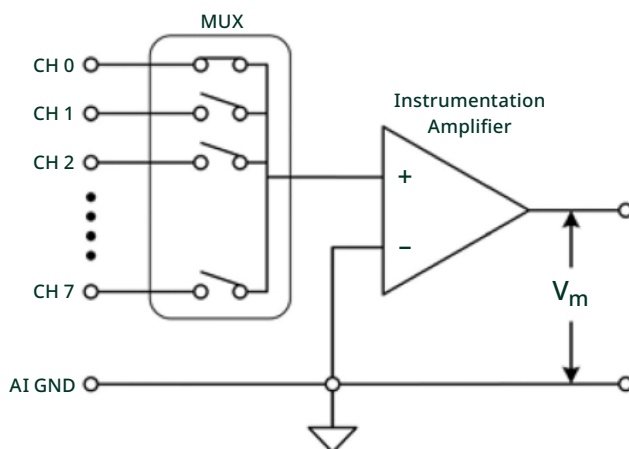 MUX
CH 0
CH 1
Instrumentation
Amplifier
CH 2
+
−
CH 7
Vm
AI GND